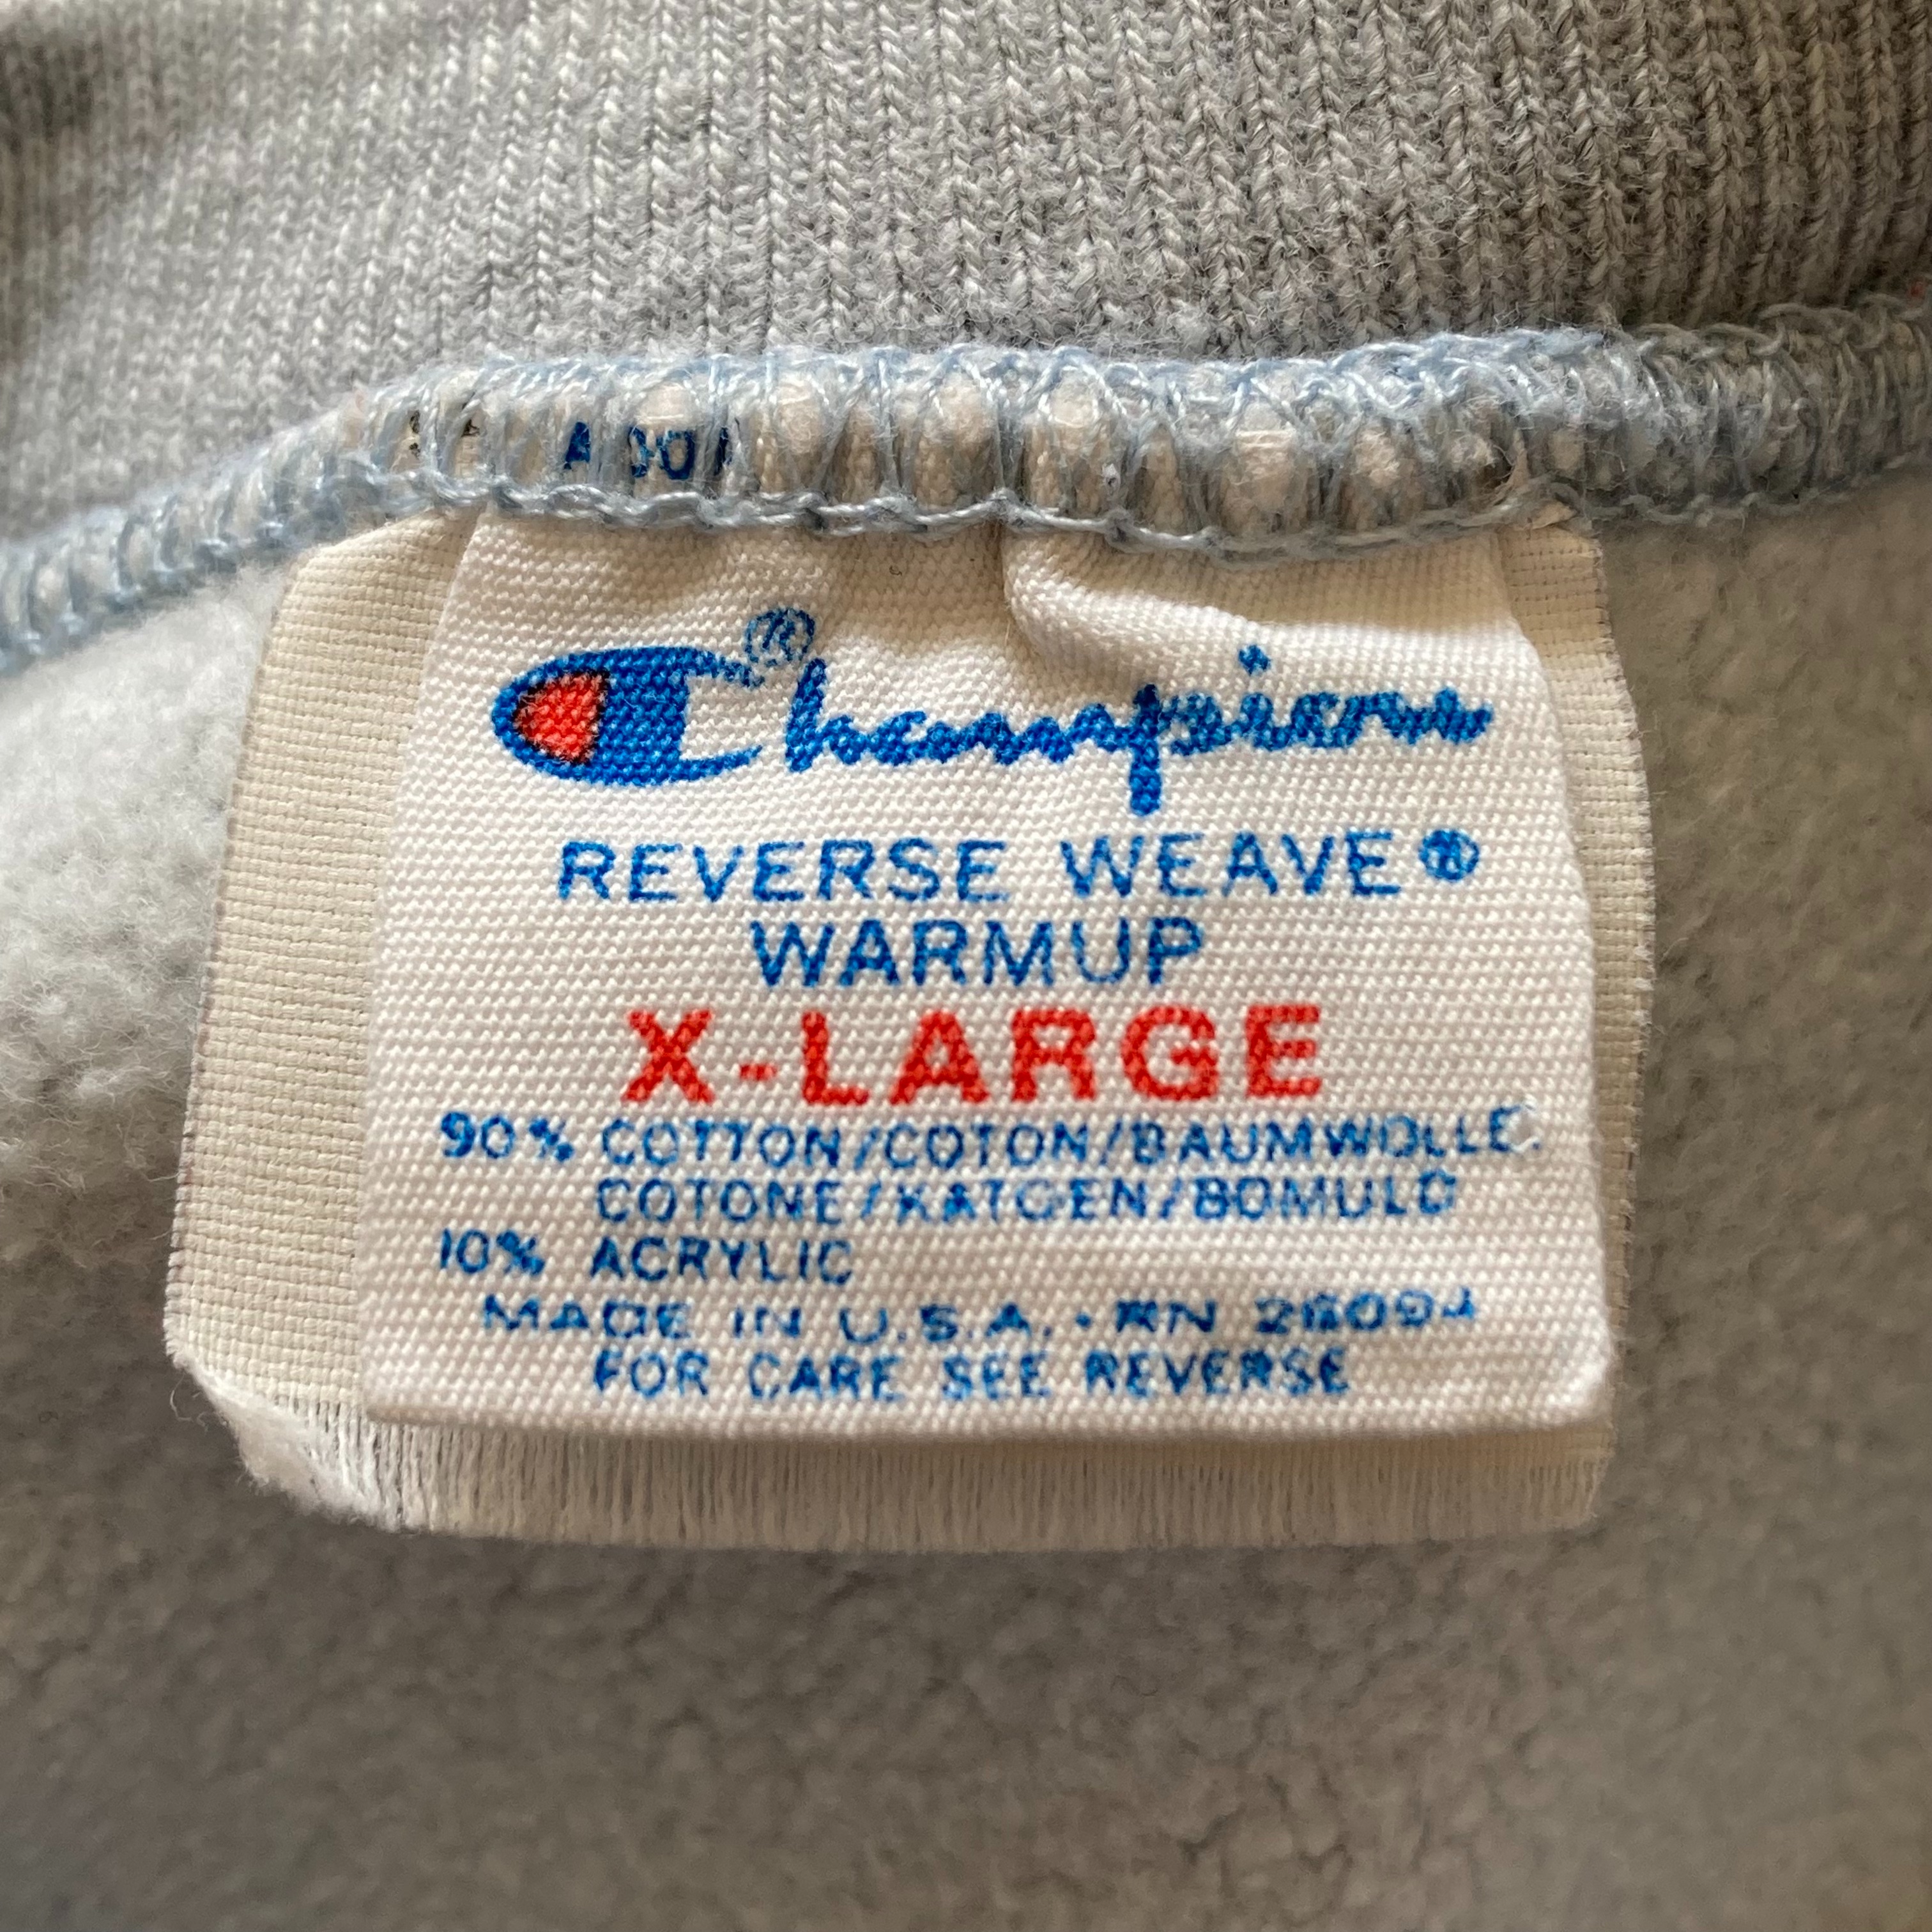 Champion®
REVERSE WEAVE®
WARMUP
X-LARGE
90% COTTON/COTON/BAUMWOLLE
COTONE/KATOEN/BOMULD
10% ACRYLIC
MADE IN U.S.A. · RN 26094
FOR CARE SEE REVERSE